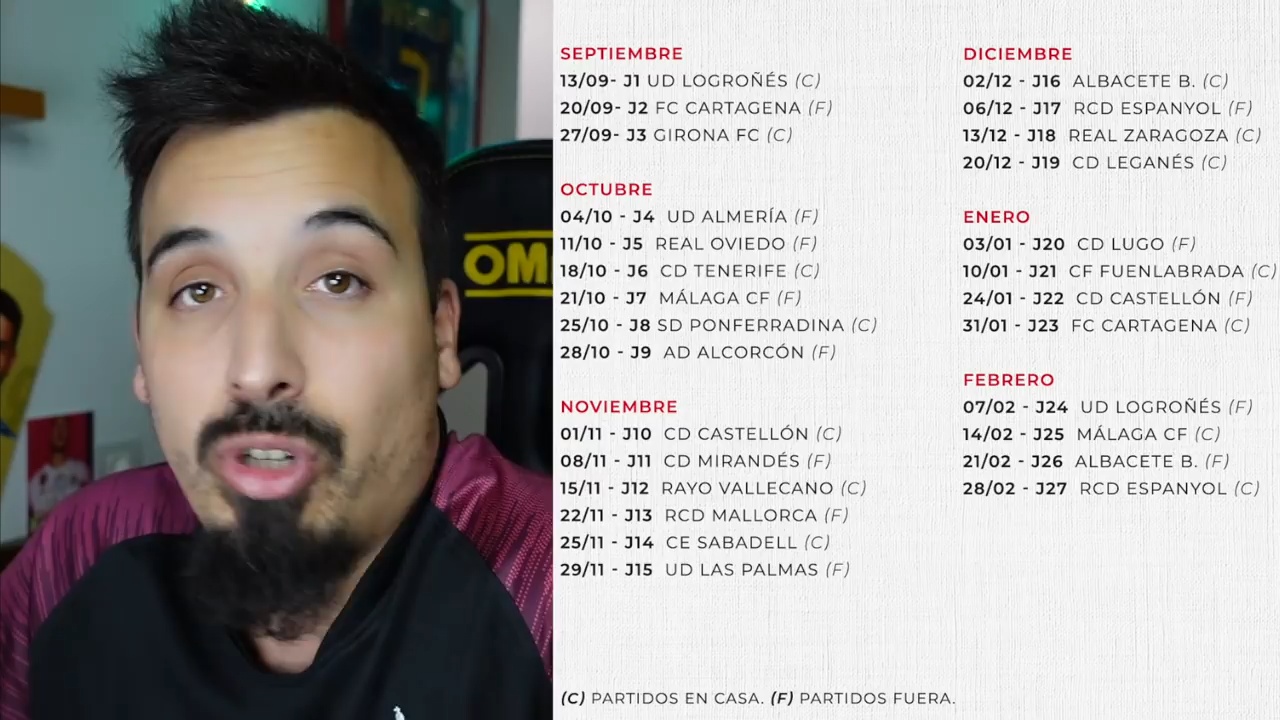 OM
SEPTIEMBRE
13/09- J1 UD LOGROÑÉS (C)
20/09- J2 FC CARTAGENA (F)
27/09- J3 GIRONA FC (C)
OCTUBRE
04/10 - J4 UD ALMERÍA (F)
11/10 - J5 REAL OVIEDO (F)
18/10 - J6 CD TENERIFE (C)
21/10 - J7 MÁLAGA CF (F)
25/10 - J8 SD PONFERRADINA (C)
28/10 - J9 AD ALCORCÓN (F)
NOVIEMBRE
01/11 - J10 CD CASTELLÓN (C)
08/11 - J11 CD MIRANDÉS (F)
15/11 - J12 RAYO VALLECANO (C)
22/11 - J13 RCD MALLORCA (F)
25/11 - J14 CE SABADELL (C)
29/11 - J15 UD LAS PALMAS (F)
DICIEMBRE
02/12 - J16 ALBACETE B. (C)
06/12 - J17 RCD ESPANYOL (F)
13/12 - J18 REAL ZARAGOZA (C)
20/12 - J19 CD LEGANÉS (C)
ENERO
03/01 - J20 CD LUGO (F)
10/01 - J21 CF FUENLABRADA (C)
24/01 - J22 CD CASTELLÓN (F)
31/01 - J23 FC CARTAGENA (C)
FEBRERO
07/02 - J24 UD LOGROÑÉS (F)
14/02 - J25 MÁLAGA CF (C)
21/02 - J26 ALBACETE B. (F)
28/02 - J27 RCD ESPANYOL (C)
(C) PARTIDOS EN CASA. (F) PARTIDOS FUERA.